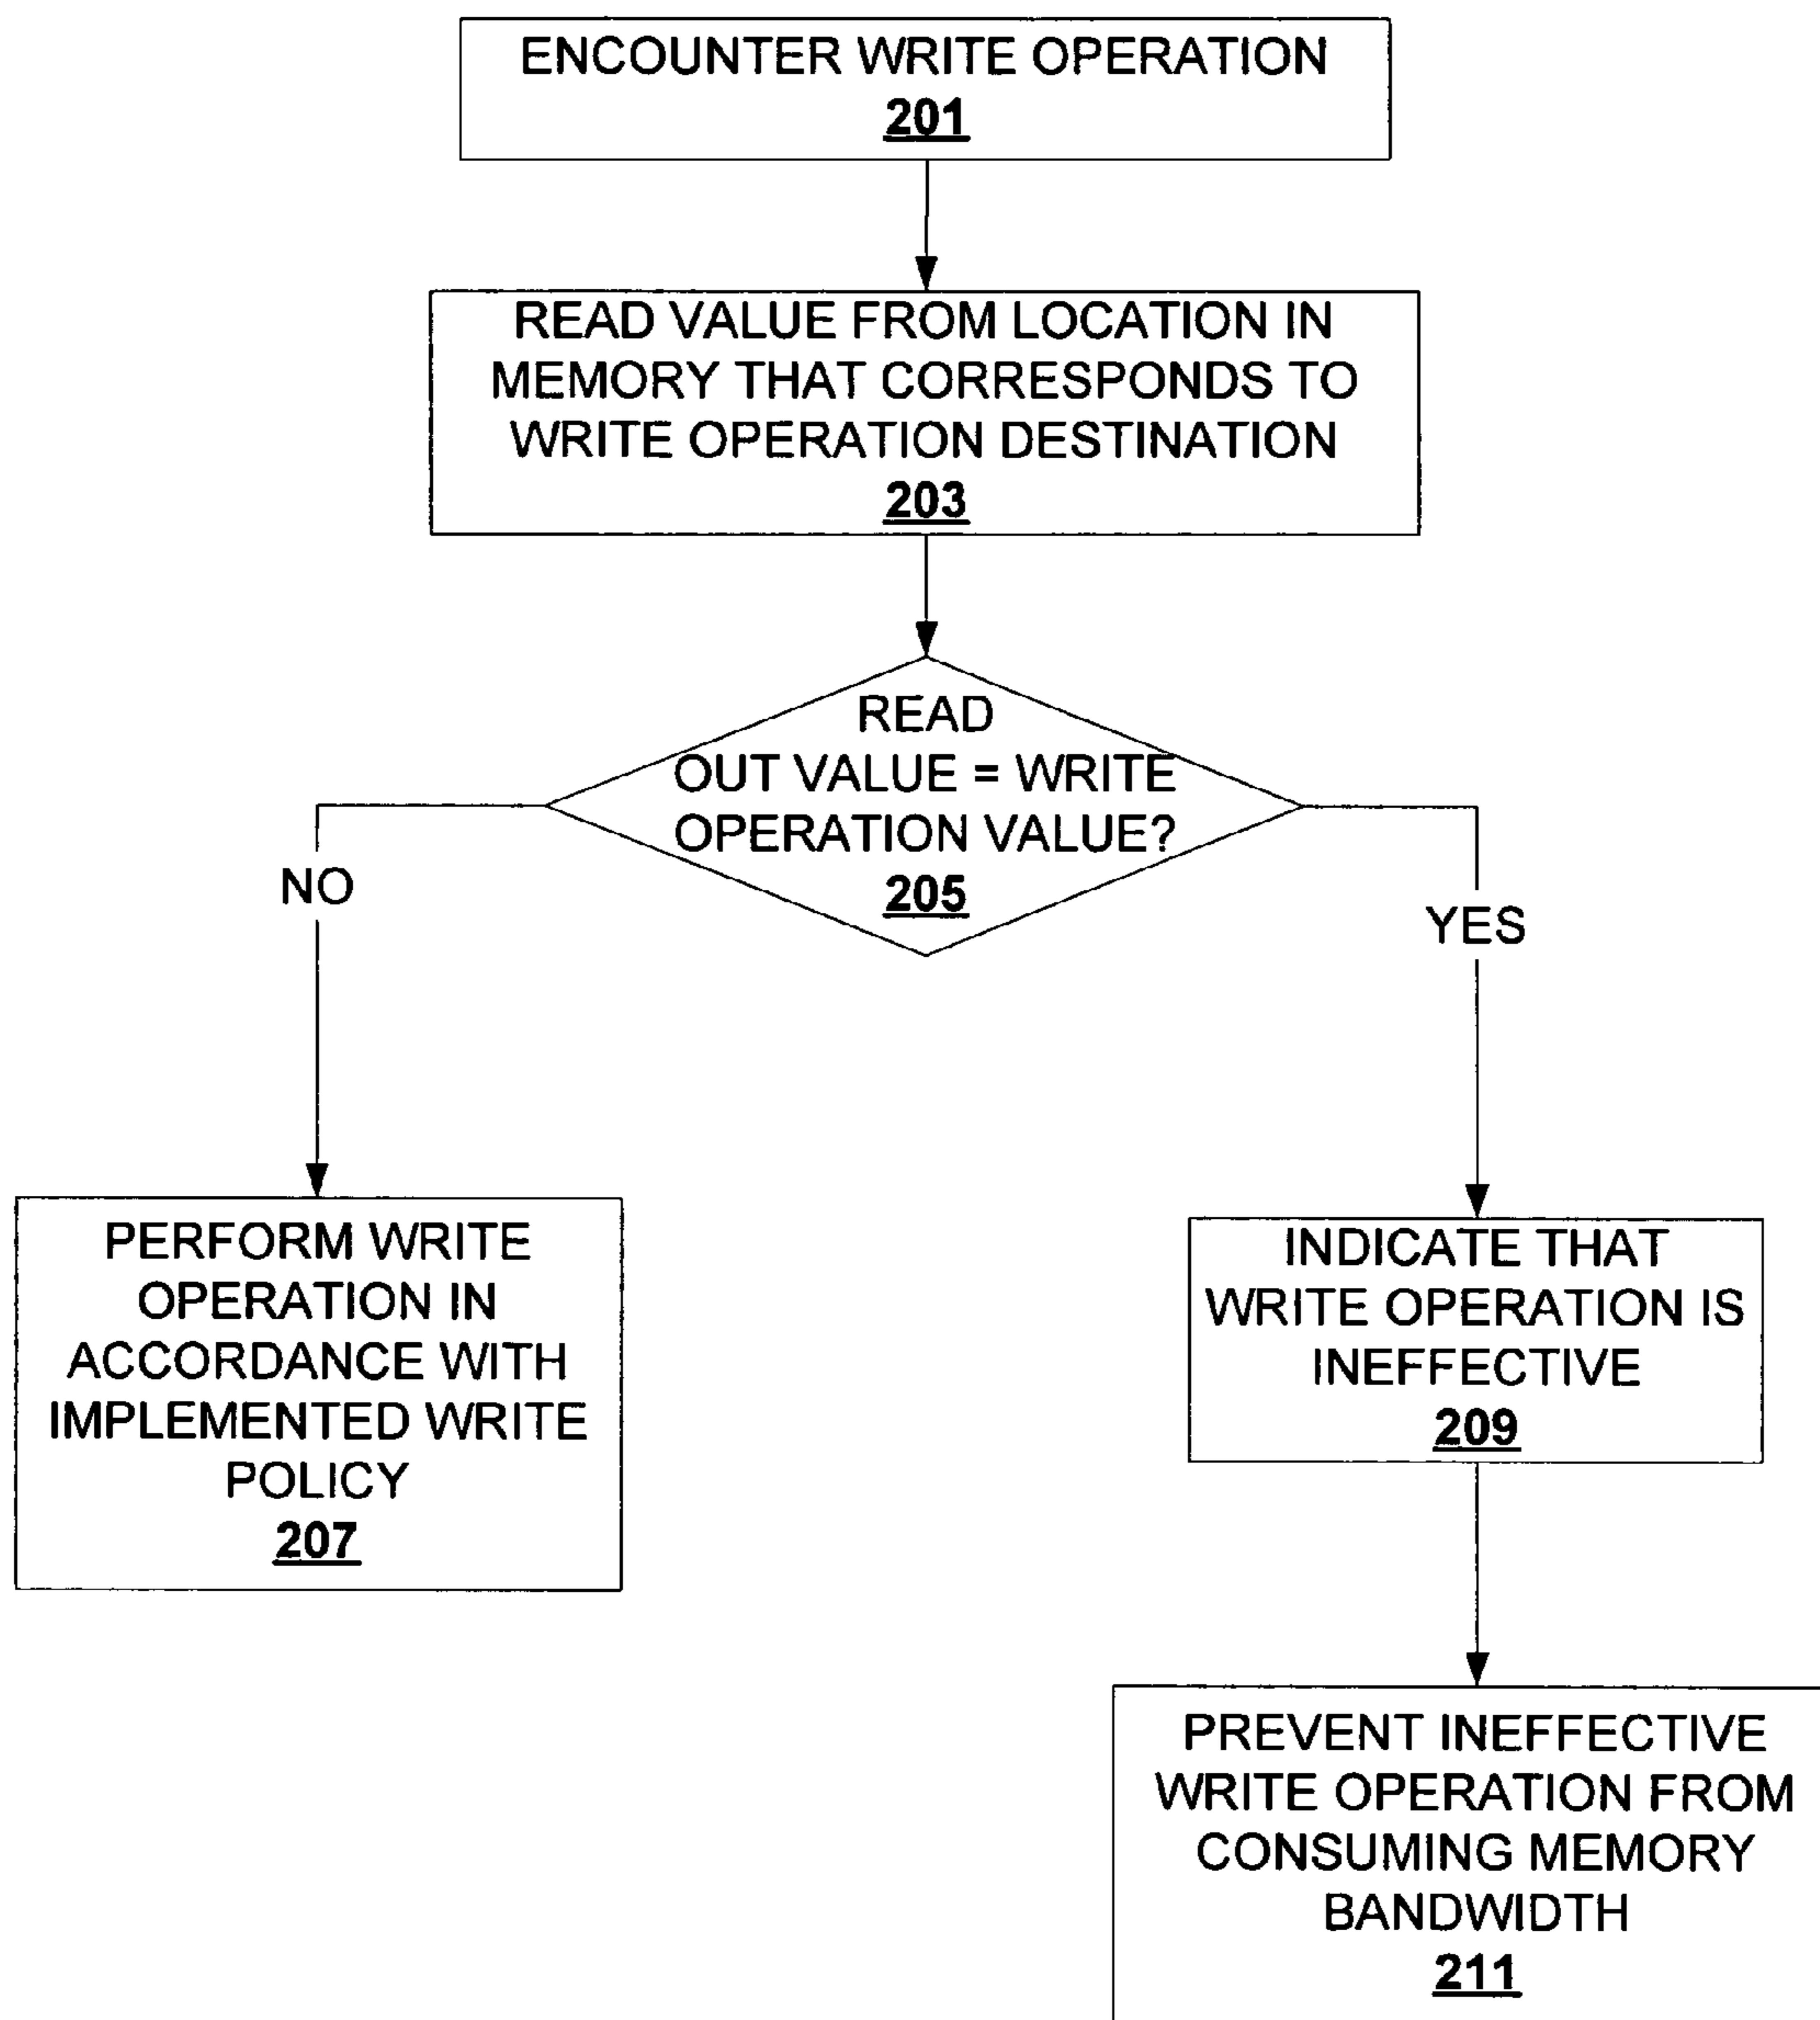 ENCOUNTER WRITE OPERATION
201
READ VALUE FROM LOCATION IN
MEMORY THAT CORRESPONDS TO
WRITE OPERATION DESTINATION
203
READ
OUT VALUE = WRITE
OPERATION VALUE?
205
NO
YES
PERFORM WRITE
OPERATION IN
ACCORDANCE WITH
IMPLEMENTED WRITE
POLICY
207
INDICATE THAT
WRITE OPERATION IS
INEFFECTIVE
209
PREVENT INEFFECTIVE
WRITE OPERATION FROM
CONSUMING MEMORY
BANDWIDTH
211